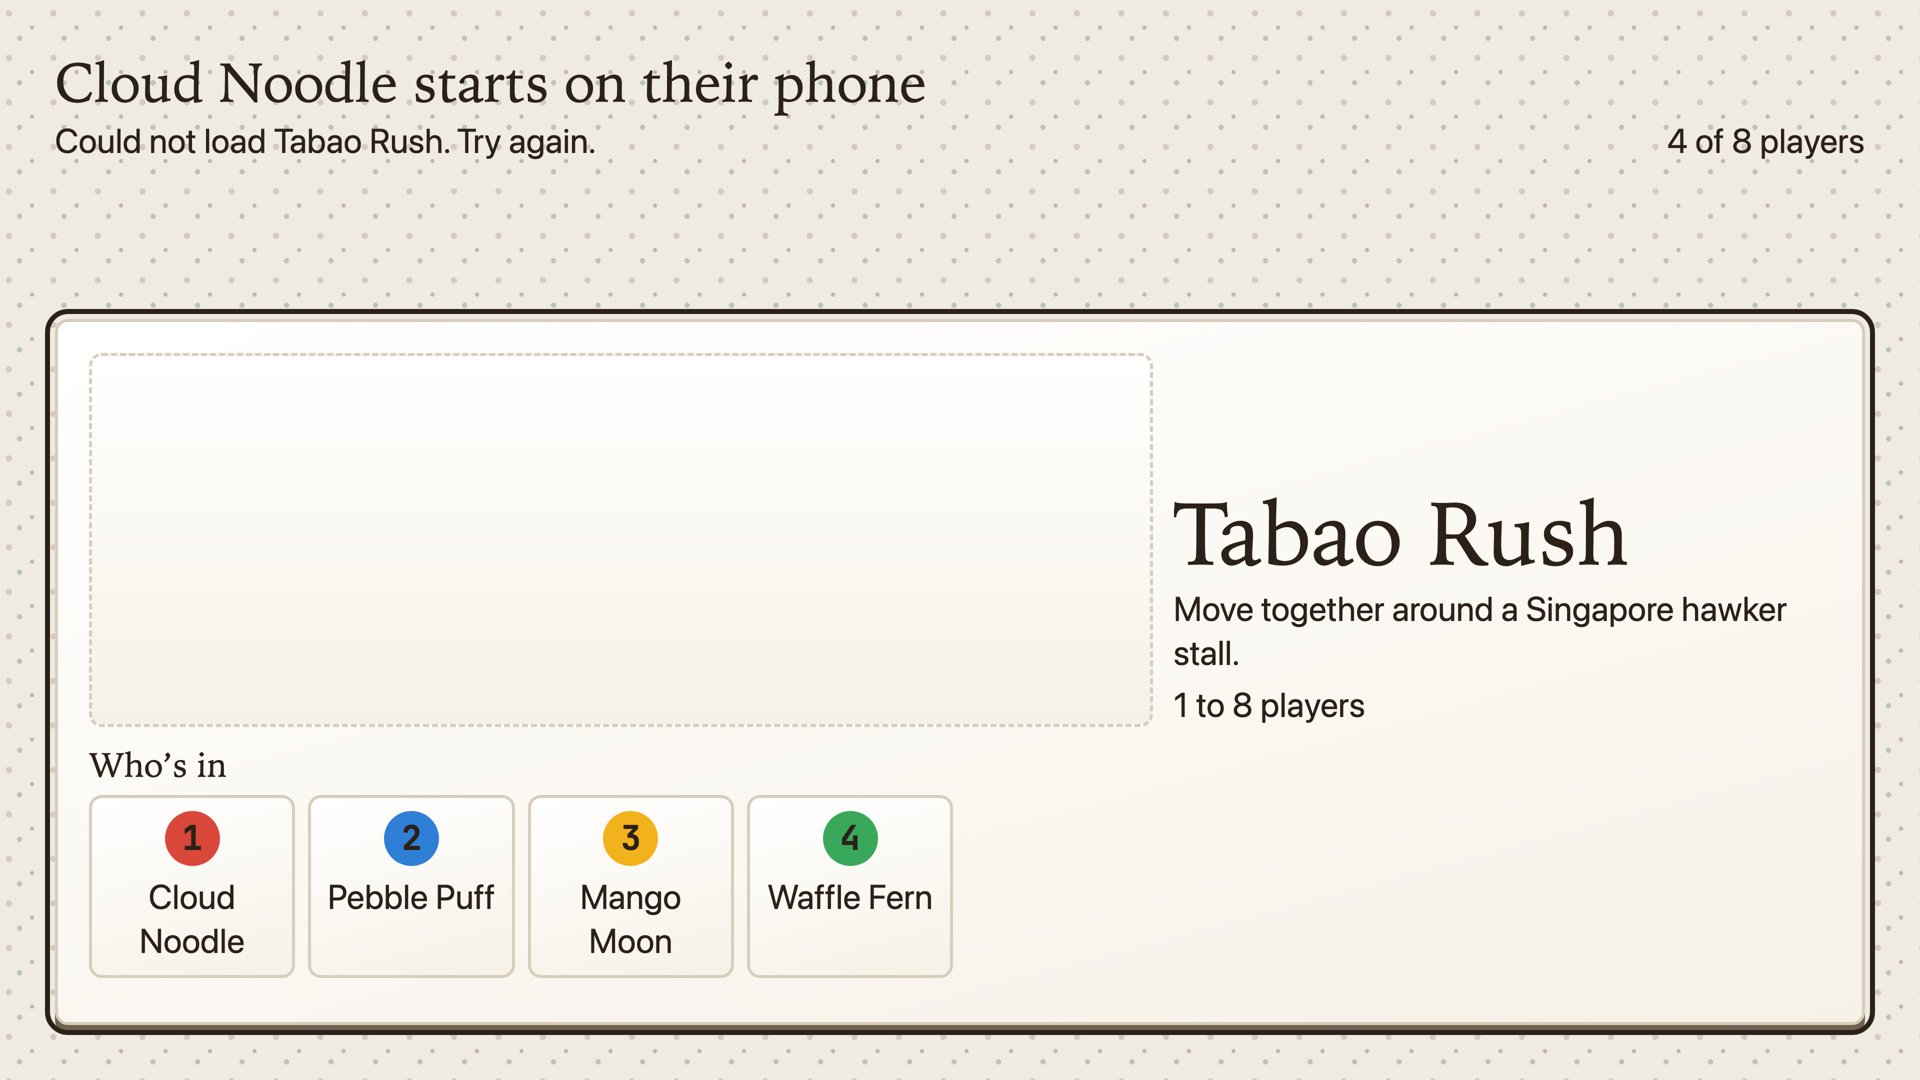 Cloud Noodle starts on their phone
Could not load Tabao Rush. Try again.
4 of 8 players
Tabao Rush
Move together around a Singapore hawker
stall.
1 to 8 players
Who's in
1
Cloud
Noodle
2
Pebble Puff
3
Mango
Moon
4
Waffle Fern